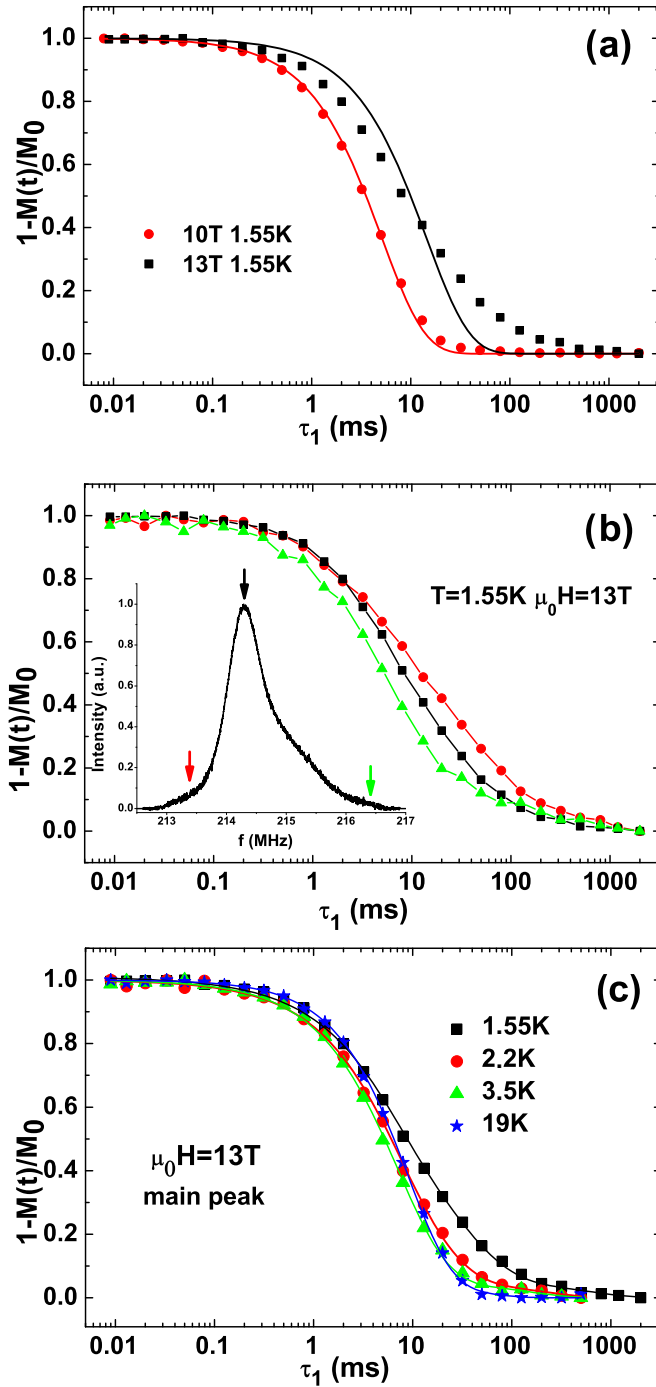 (a)
1-M(t)/M0
1.0
0.8
0.6
0.4
0.2
0.0
10T 1.55K
13T 1.55K
0.01 0.1 1 10 100 1000
τ1 (ms)
(b)
1-M(t)/M0
1.0
0.8
0.6
0.4
0.2
0.0
T=1.55K μ0H=13T
Intensity (a.u.)
1.0
0.8
0.6
0.4
0.2
0.0
213 214 215 216 217
f (MHz)
0.01 0.1 1 10 100 1000
τ1 (ms)
(c)
1-M(t)/M0
1.0
0.8
0.6
0.4
0.2
0.0
1.55K
2.2K
3.5K
19K
μ0H=13T
main peak
0.01 0.1 1 10 100 1000
τ1 (ms)